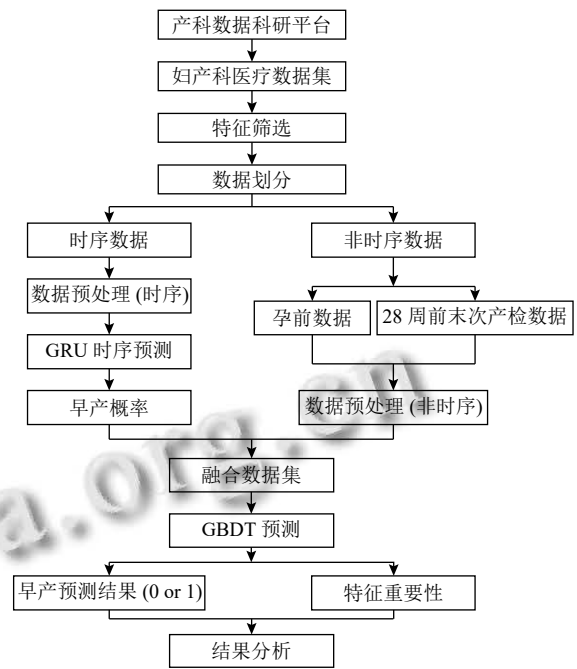 产科数据科研平台
妇产科医疗数据集
特征筛选
数据划分
时序数据
非时序数据
数据预处理 (时序)
孕前数据
28 周前末次产检数据
GRU 时序预测
早产概率
数据预处理 (非时序)
融合数据集
GBDT 预测
早产预测结果 (0 or 1)
特征重要性
结果分析
a.org.cn